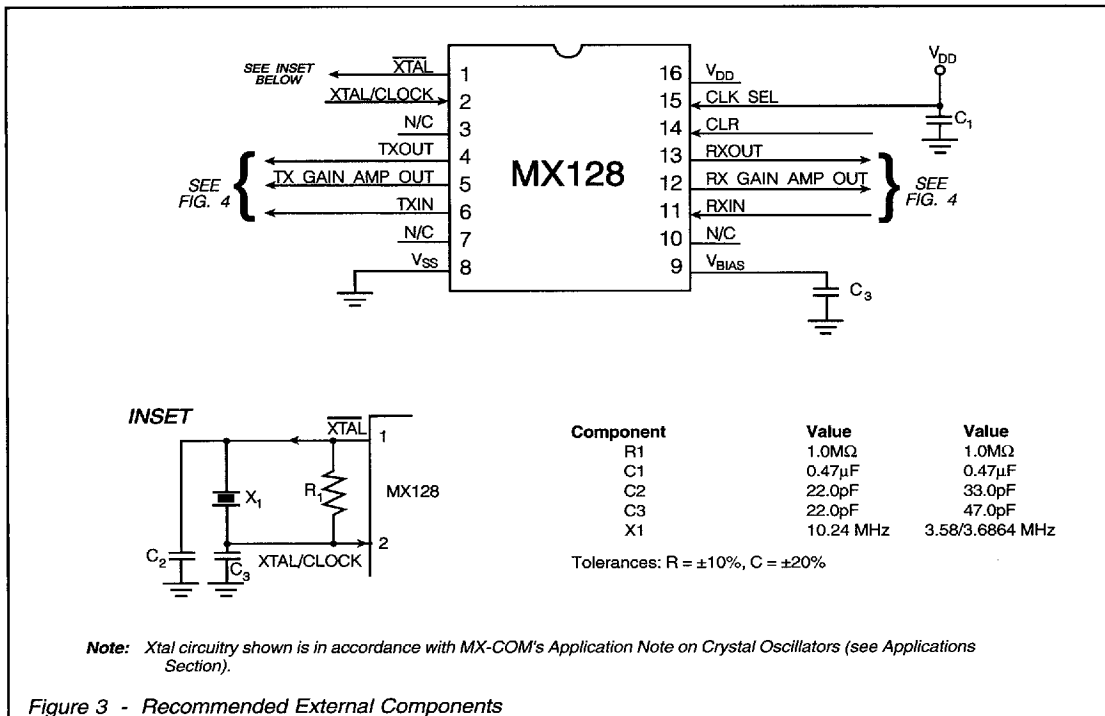 SEE INSET
BELOW
XTAL
XTAL/CLOCK
N/C
TXOUT
SEE
FIG. 4
TX GAIN AMP OUT
TXIN
N/C
VSS
1
2
3
4
5
6
7
8
MX128
16
15
14
13
12
11
10
9
VDD
CLK SEL
CLR
RXOUT
RX GAIN AMP OUT
RXIN
N/C
VBIAS
VDD
C1
SEE
FIG. 4
C3
INSET
XTAL
1
X1
R1
MX128
2
C2
C3
XTAL/CLOCK
Component Value Value
R1 1.0MΩ 1.0MΩ
C1 0.47μF 0.47μF
C2 22.0pF 33.0pF
C3 22.0pF 47.0pF
X1 10.24 MHz 3.58/3.6864 MHz
Tolerances: R = ±10%, C = ±20%
Note: Xtal circuitry shown is in accordance with MX-COM's Application Note on Crystal Oscillators (see Applications
Section).
Figure 3 - Recommended External Components